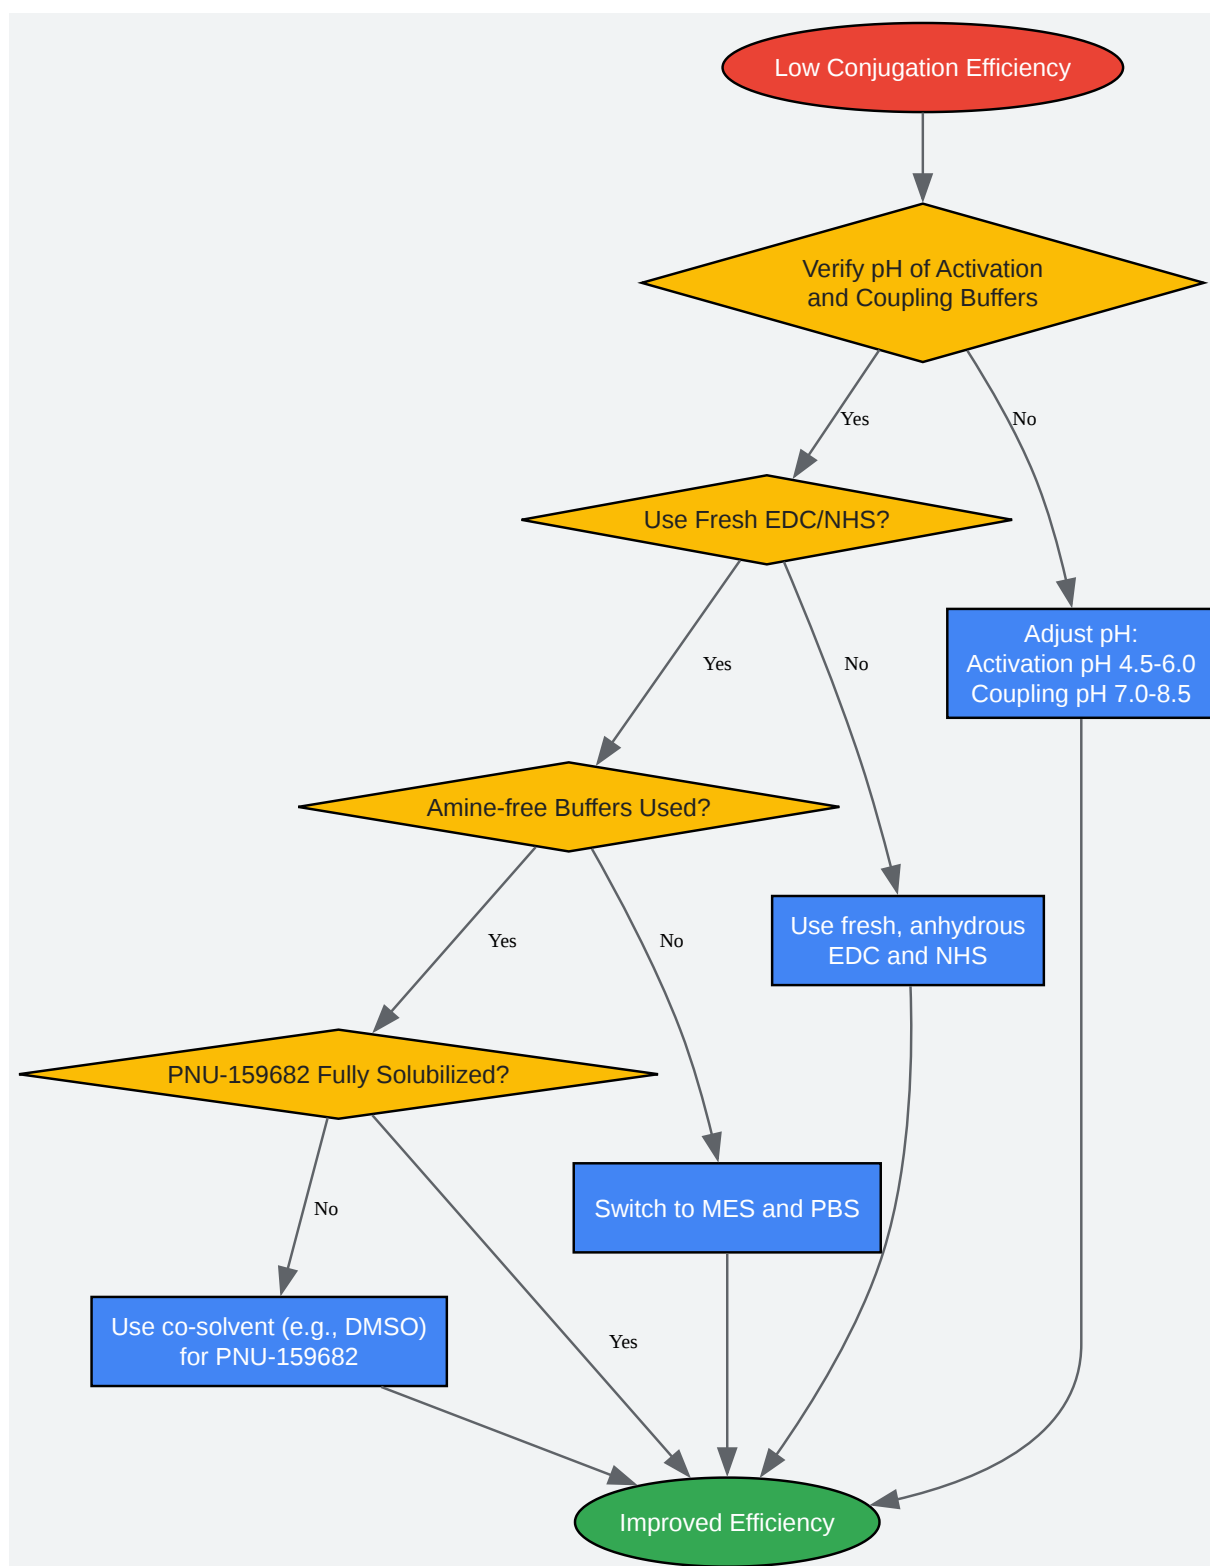 Low Conjugation Efficiency
Verify pH of Activation
and Coupling Buffers
Yes
No
Use Fresh EDC/NHS?
Adjust pH:
Activation pH 4.5-6.0
Coupling pH 7.0-8.5
Yes
No
Amine-free Buffers Used?
Use fresh, anhydrous
EDC and NHS
Yes
No
PNU-159682 Fully Solubilized?
Switch to MES and PBS
No
Use co-solvent (e.g., DMSO)
for PNU-159682
Yes
Improved Efficiency